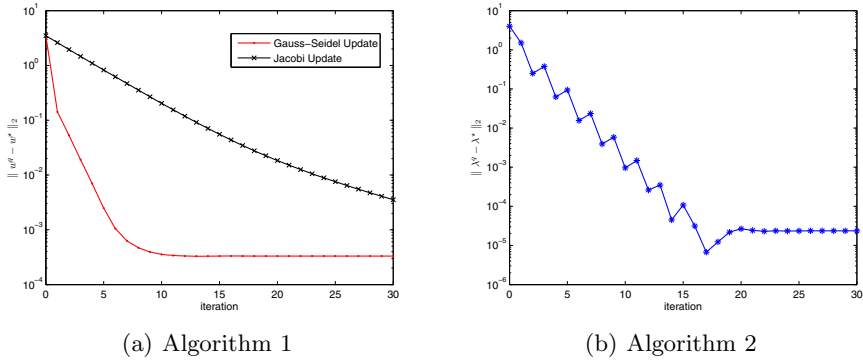 10^2
10^1
10^0
10^-1
10^-2
10^-3
10^-4
‖ w^q − w* ‖_2
0 5 10 15 20 25 30
iteration
Gauss−Seidel Update
Jacobi Update
(a) Algorithm 1
10^1
10^0
10^-1
10^-2
10^-3
10^-4
10^-5
10^-6
‖ λ^q − λ* ‖_2
0 5 10 15 20 25 30
iteration
(b) Algorithm 2